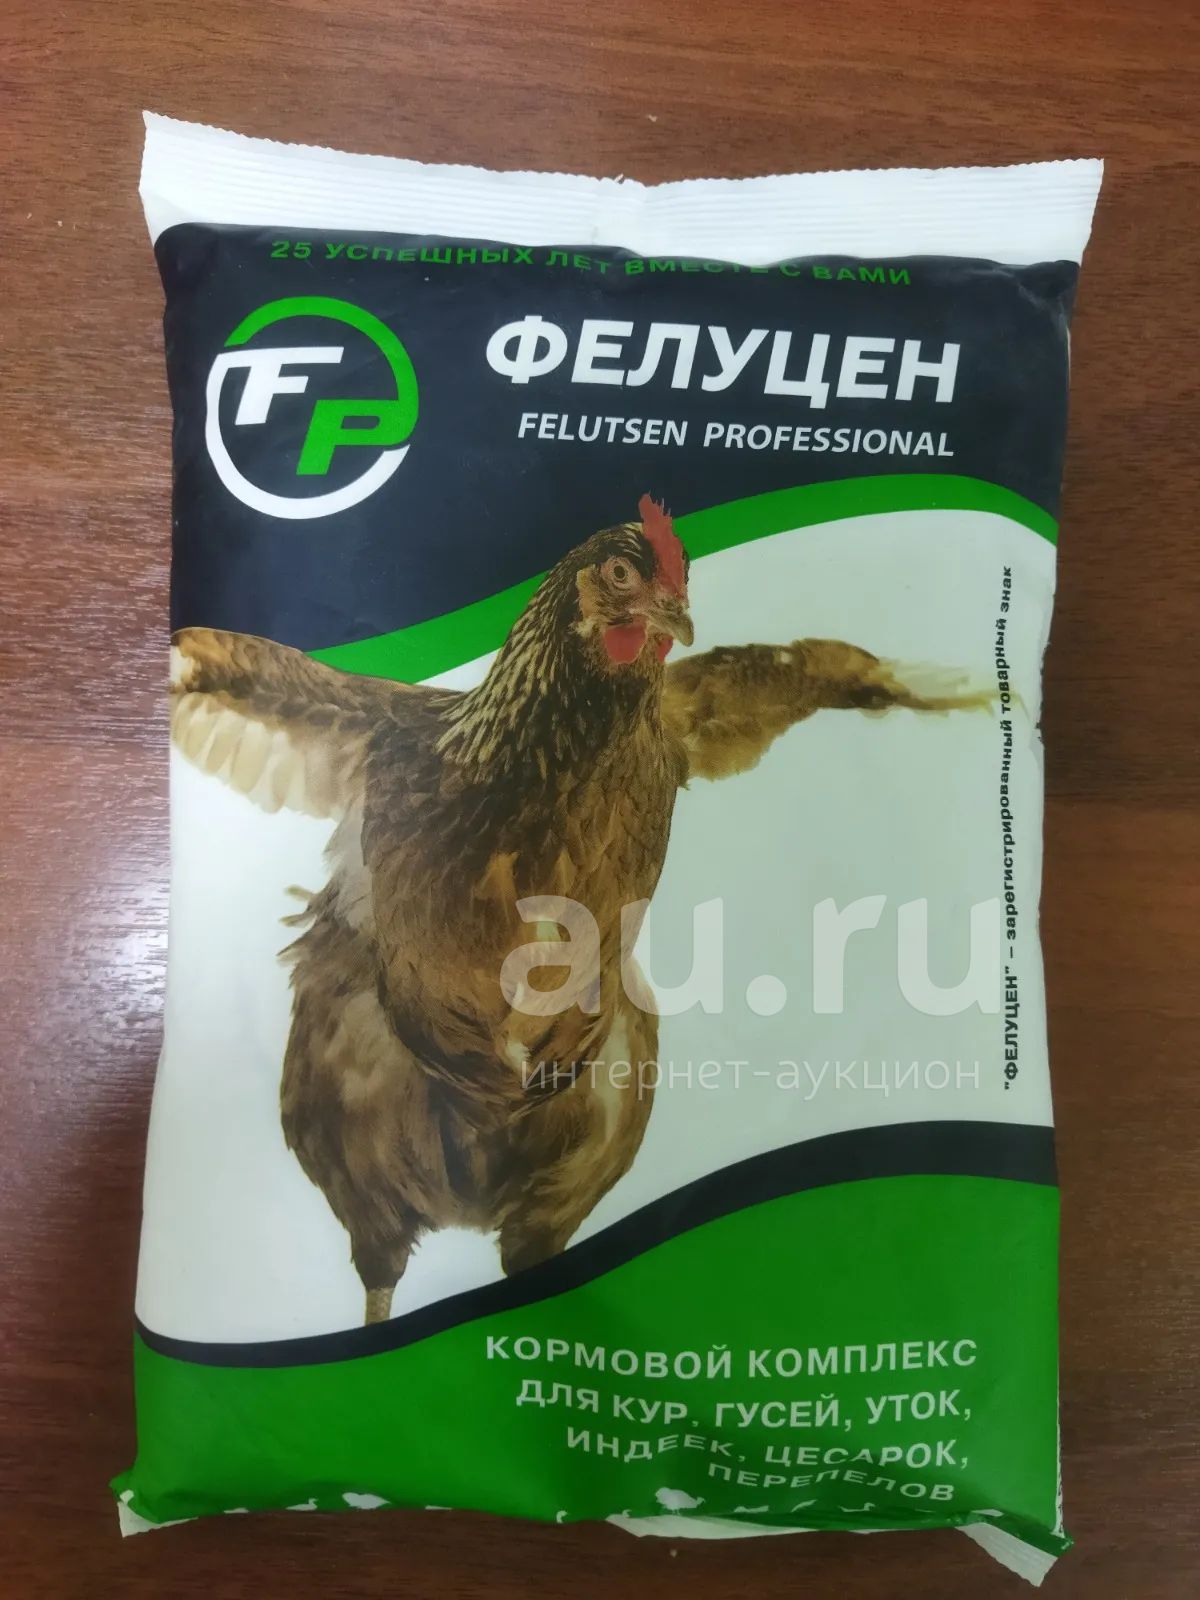 25 УСПЕШНЫХ ЛЕТ ВМЕСТЕ С ВАМИ
FP
ФЕЛУЦЕН
FELUTSEN PROFESSIONAL
"ФЕЛУЦЕН" – зарегистрированный товарный знак
au.ru
интернет-аукцион
КОРМОВОЙ КОМПЛЕКС
ДЛЯ КУР, ГУСЕЙ, УТОК,
ИНДЕЕК, ЦЕСАРОК,
ПЕРЕПЕЛОВ